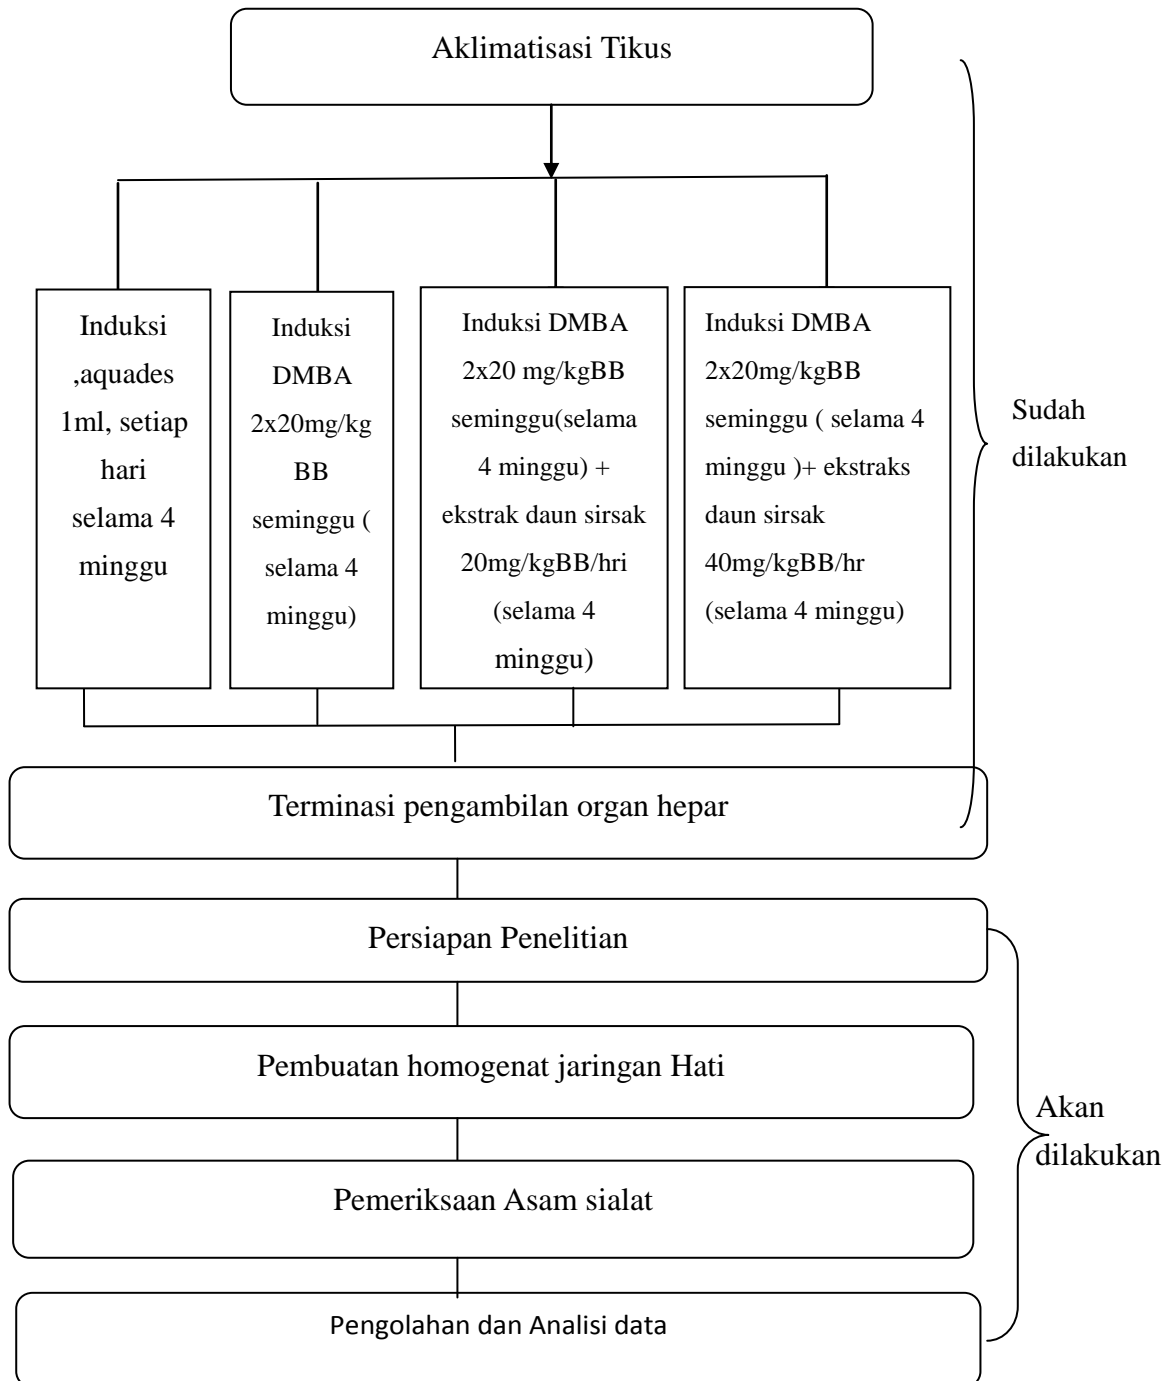 Aklimatisasi Tikus
Induksi
,aquades
1ml, setiap
hari
selama 4
minggu
Induksi
DMBA
2x20mg/kg
BB
seminggu (
selama 4
minggu)
Induksi DMBA
2x20 mg/kgBB
seminggu(selama
4 minggu) +
ekstrak daun sirsak
20mg/kgBB/hri
(selama 4
minggu)
Induksi DMBA
2x20mg/kgBB
seminggu ( selama 4
minggu )+ ekstraks
daun sirsak
40mg/kgBB/hr
(selama 4 minggu)
Sudah
dilakukan
Terminasi pengambilan organ hepar
Persiapan Penelitian
Pembuatan homogenat jaringan Hati
Akan
dilakukan
Pemeriksaan Asam sialat
Pengolahan dan Analisi data